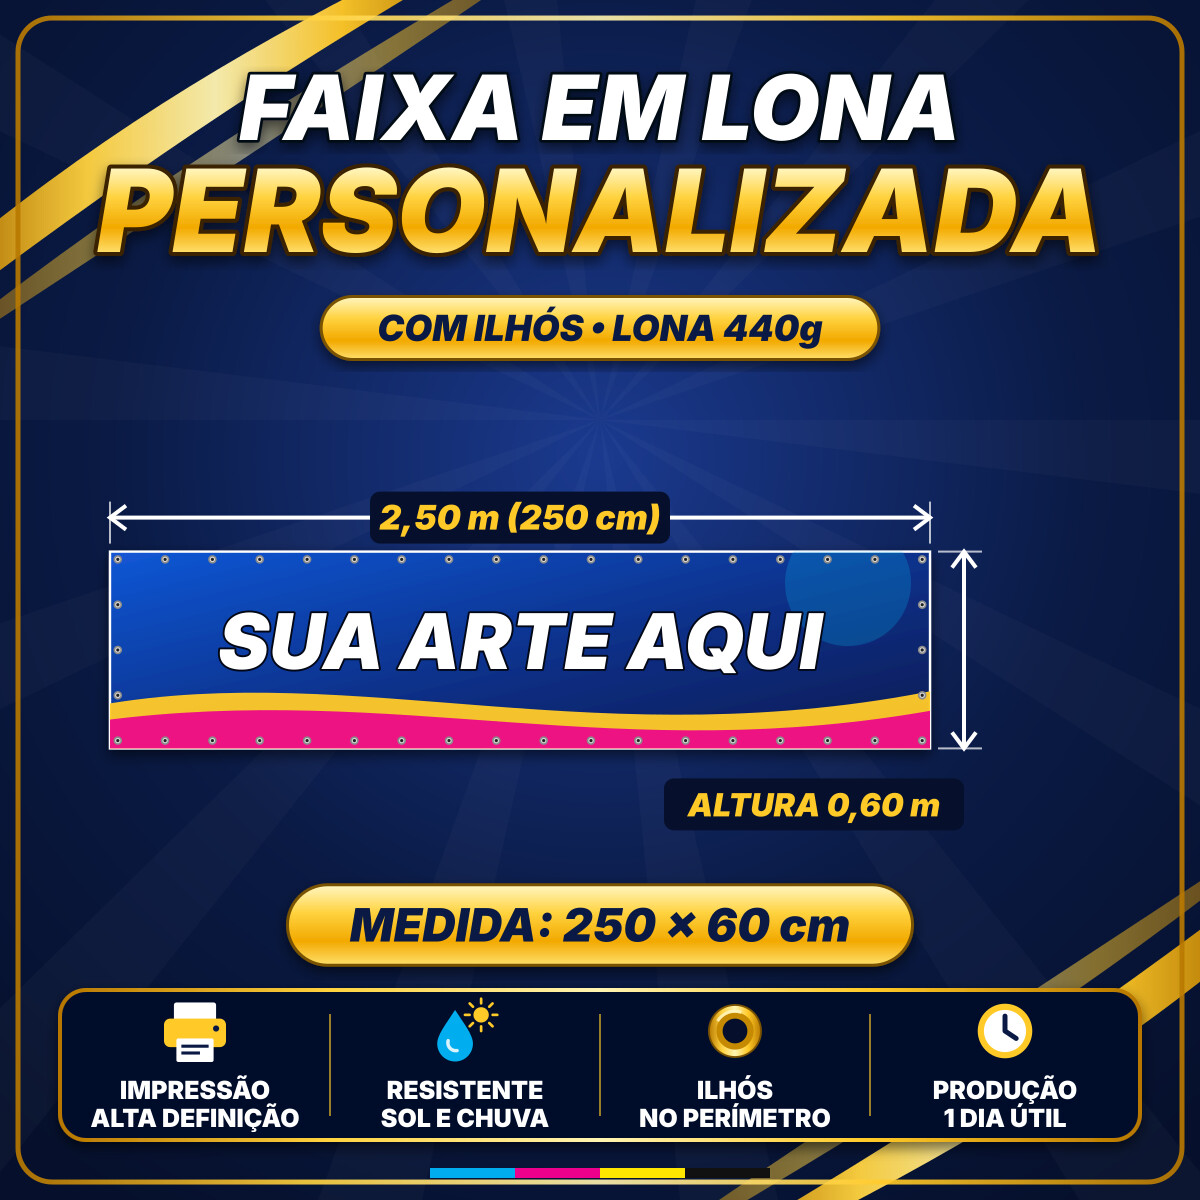 FAIXA EM LONA
PERSONALIZADA
COM ILHÓS • LONA 440g
2,50 m (250 cm)
SUA ARTE AQUI
ALTURA 0,60 m
MEDIDA: 250 × 60 cm
IMPRESSÃO
ALTA DEFINIÇÃO
RESISTENTE
SOL E CHUVA
ILHÓS
NO PERÍMETRO
PRODUÇÃO
1 DIA ÚTIL